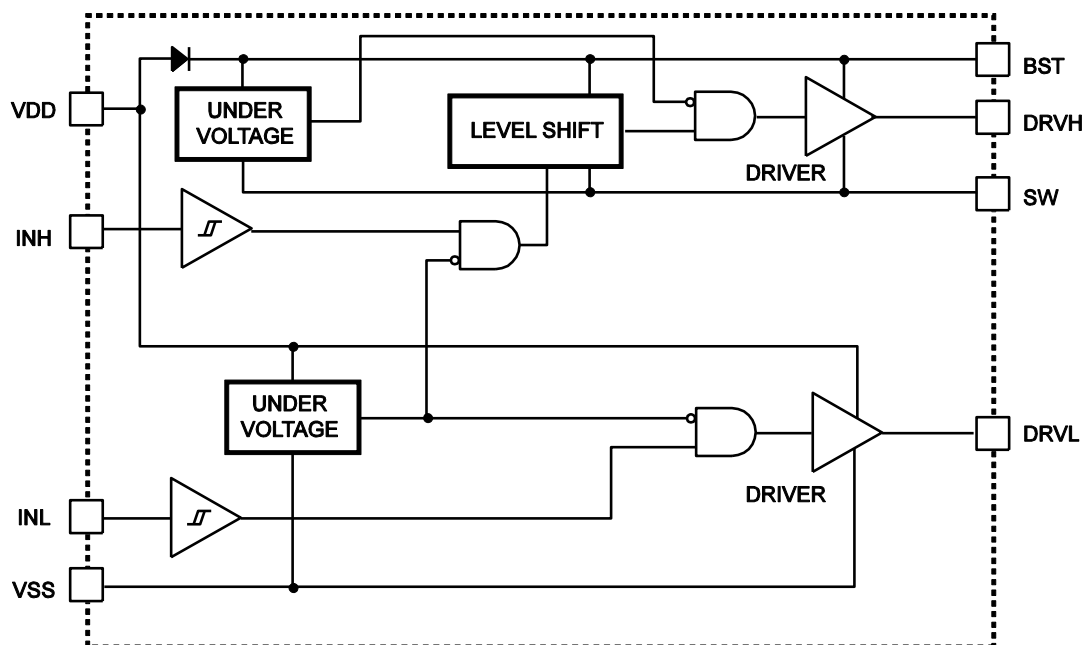 BST
VDD
UNDER
VOLTAGE
LEVEL SHIFT
DRVH
DRIVER
SW
INH
UNDER
VOLTAGE
DRVL
DRIVER
INL
VSS